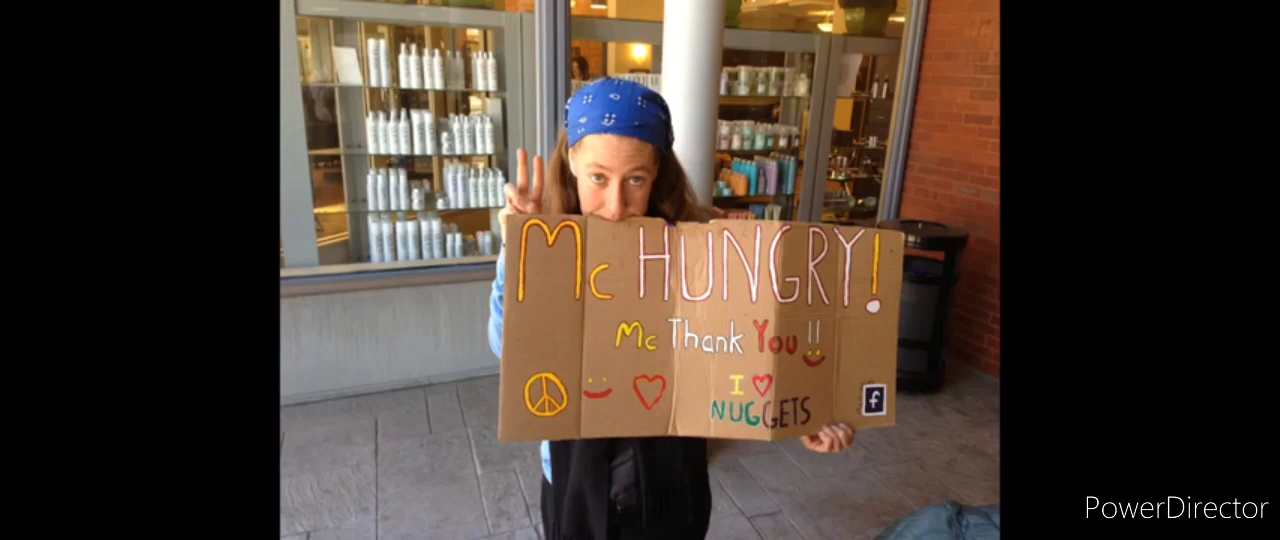 Mc HUNGRY!
Mc Thank You!!
I ♥
NUGGETS
f
PowerDirector